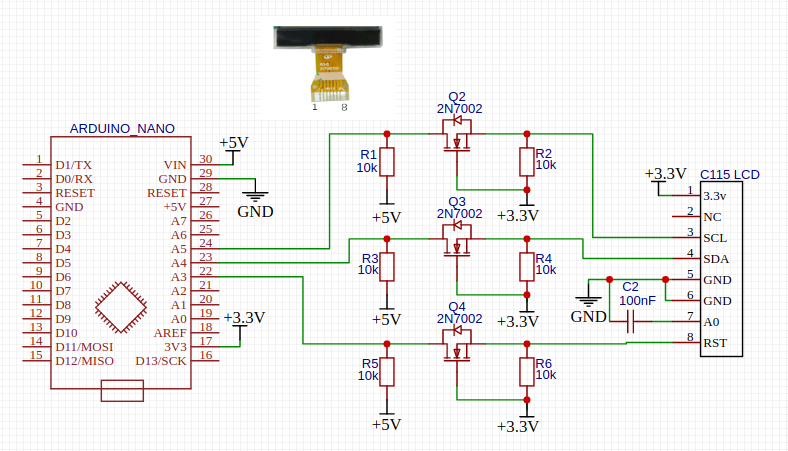 1 8
ARDUINO_NANO
1 D1/TX VIN 30 +5V
2 D0/RX GND 29
3 RESET RESET 28 GND
4 GND +5V 27
5 D2 A7 26
6 D3 A6 25
7 D4 A5 24
8 D5 A4 23
9 D6 A3 22
10 D7 A2 21
11 D8 A1 20
12 D9 A0 19 +3.3V
13 D10 AREF 18
14 D11/MOSI 3V3 17
15 D12/MISO D13/SCK 16
Q2
2N7002
R1
10k
R2
10k
+5V
+3.3V
Q3
2N7002
R3
10k
R4
10k
+5V
+3.3V
Q4
2N7002
R5
10k
R6
10k
+5V
+3.3V
+3.3V
C115 LCD
1 3.3v
2 NC
3 SCL
4 SDA
5 GND
6 GND
7 A0
8 RST
C2
100nF
GND